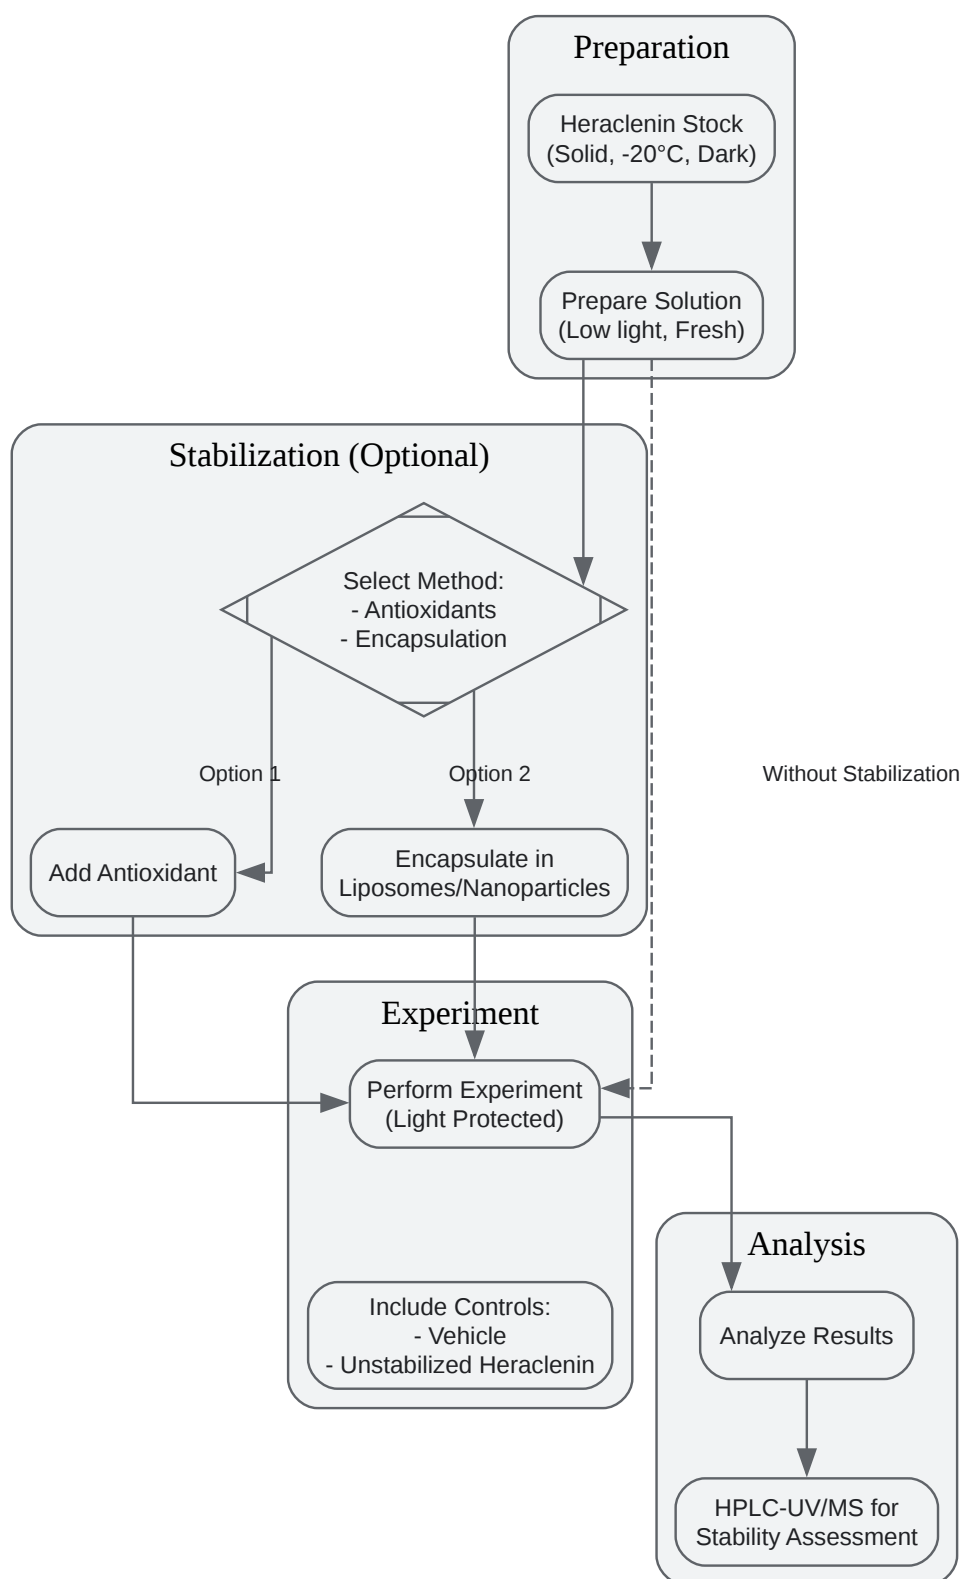 Preparation
Heraclenin Stock
(Solid, -20°C, Dark)
Prepare Solution
(Low light, Fresh)
Stabilization (Optional)
Select Method:
- Antioxidants
- Encapsulation
Option 1
Option 2
Without Stabilization
Add Antioxidant
Encapsulate in
Liposomes/Nanoparticles
Experiment
Perform Experiment
(Light Protected)
Include Controls:
- Vehicle
- Unstabilized Heraclenin
Analysis
Analyze Results
HPLC-UV/MS for
Stability Assessment